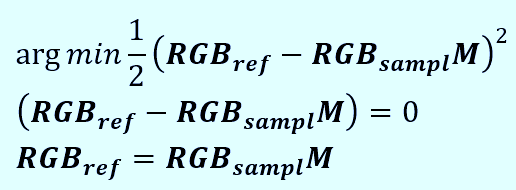 arg min 1/2 (RGB_ref − RGB_sampl M)^2
(RGB_ref − RGB_sampl M) = 0
RGB_ref = RGB_sampl M